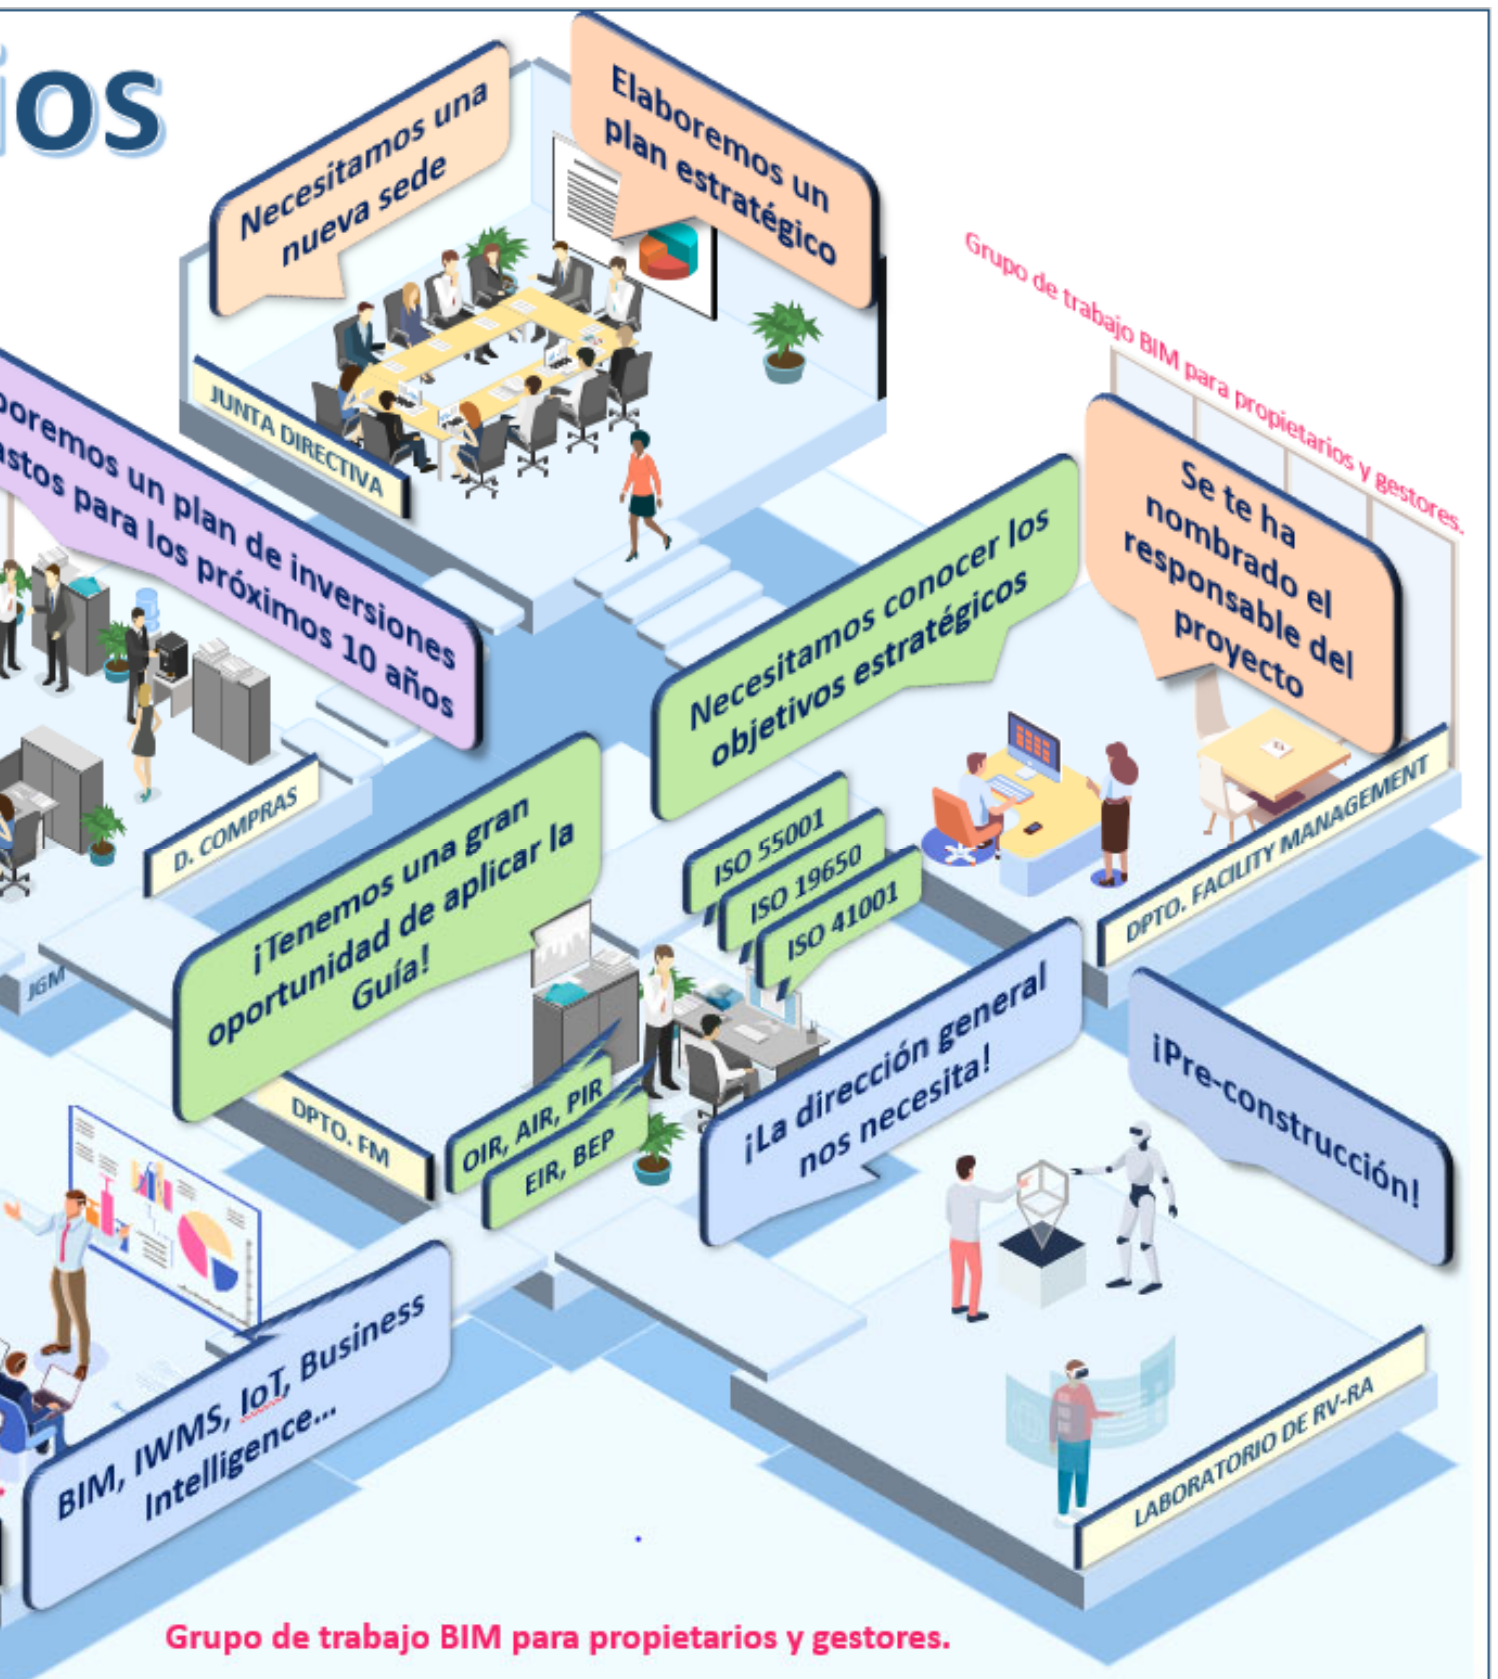 ios
Necesitamos una
nueva sede
Elaboremos un
plan estratégico
JUNTA DIRECTIVA
Grupo de trabajo BIM para propietarios y gestores.
un plan de inversiones
para los próximos 10 años
Necesitamos conocer los
objetivos estratégicos
Se te ha
nombrado el
responsable del
proyecto
D. COMPRAS
DPTO. FACILITY MANAGEMENT
¡Tenemos una gran
oportunidad de aplicar la
Guía!
ISO 55001
ISO 19650
ISO 41001
JGM
DPTO. FM
OIR, AIR, PIR
EIR, BEP
¡La dirección general
nos necesita!
¡Pre-construcción!
BIM, IWMS, IoT, Business
Intelligence...
LABORATORIO DE RV-RA
Grupo de trabajo BIM para propietarios y gestores.